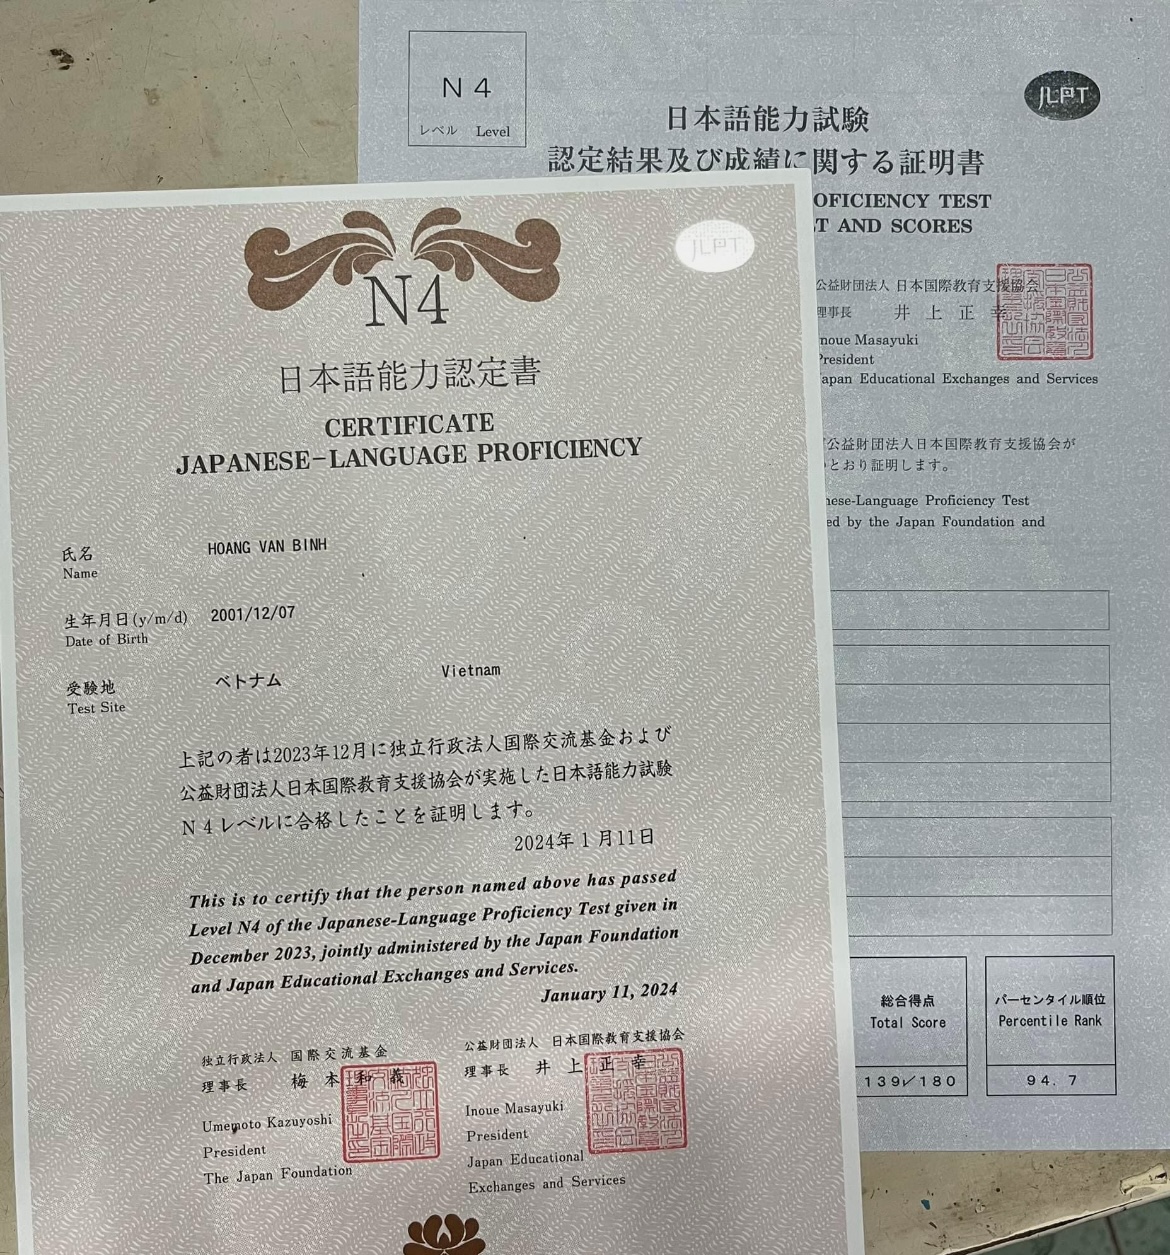 N4
レベル Level
JLPT
日本語能力試験
認定結果及び成績に関する証明書
OFICIENCY TEST
AND SCORES
公益財団法人 日本国際教育支援協会
理事長 井上正幸
Inoue Masayuki
President
Japan Educational Exchanges and Services
公益財団法人日本国際教育支援協会が
とおり証明します。
nese-Language Proficiency Test
ed by the Japan Foundation and
総合得点
Total Score
139/180
パーセンタイル順位
Percentile Rank
94.7
JLPT
N4
日本語能力認定書
CERTIFICATE
JAPANESE-LANGUAGE PROFICIENCY
氏名 HOANG VAN BINH
Name
生年月日(y/m/d) 2001/12/07
Date of Birth
受験地 ベトナム Vietnam
Test Site
上記の者は2023年12月に独立行政法人国際交流基金および
公益財団法人日本国際教育支援協会が実施した日本語能力試験
N4レベルに合格したことを証明します。
2024年1月11日
This is to certify that the person named above has passed
Level N4 of the Japanese-Language Proficiency Test given in
December 2023, jointly administered by the Japan Foundation
and Japan Educational Exchanges and Services.
January 11, 2024
独立行政法人 国際交流基金
理事長 梅本和義
Umemoto Kazuyoshi
President
The Japan Foundation
公益財団法人 日本国際教育支援協会
理事長 井上正幸
Inoue Masayuki
President
Japan Educational
Exchanges and Services